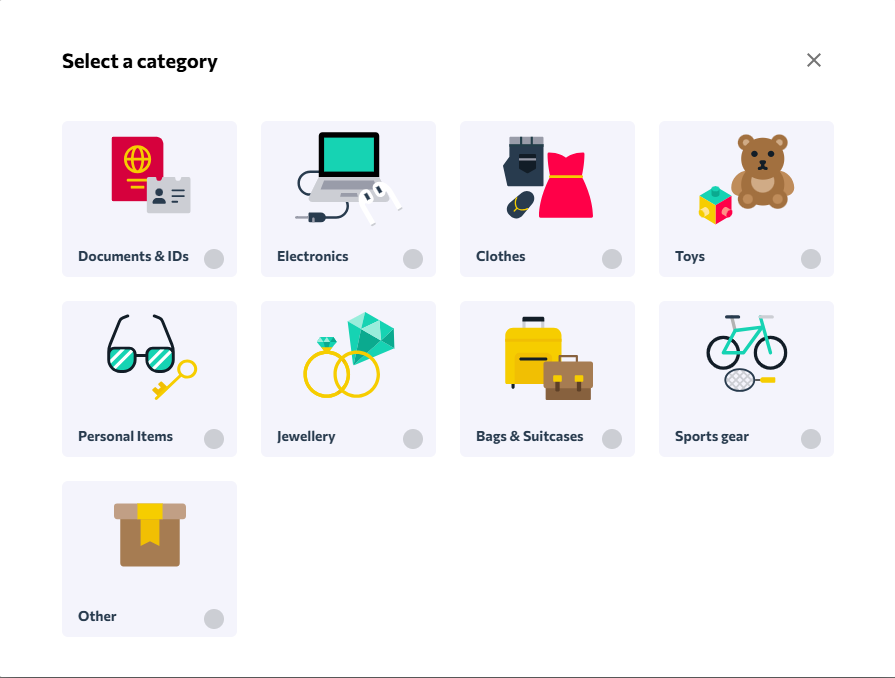 Select a category
Documents & IDs
Electronics
Clothes
Toys
Personal Items
Jewellery
Bags & Suitcases
Sports gear
Other